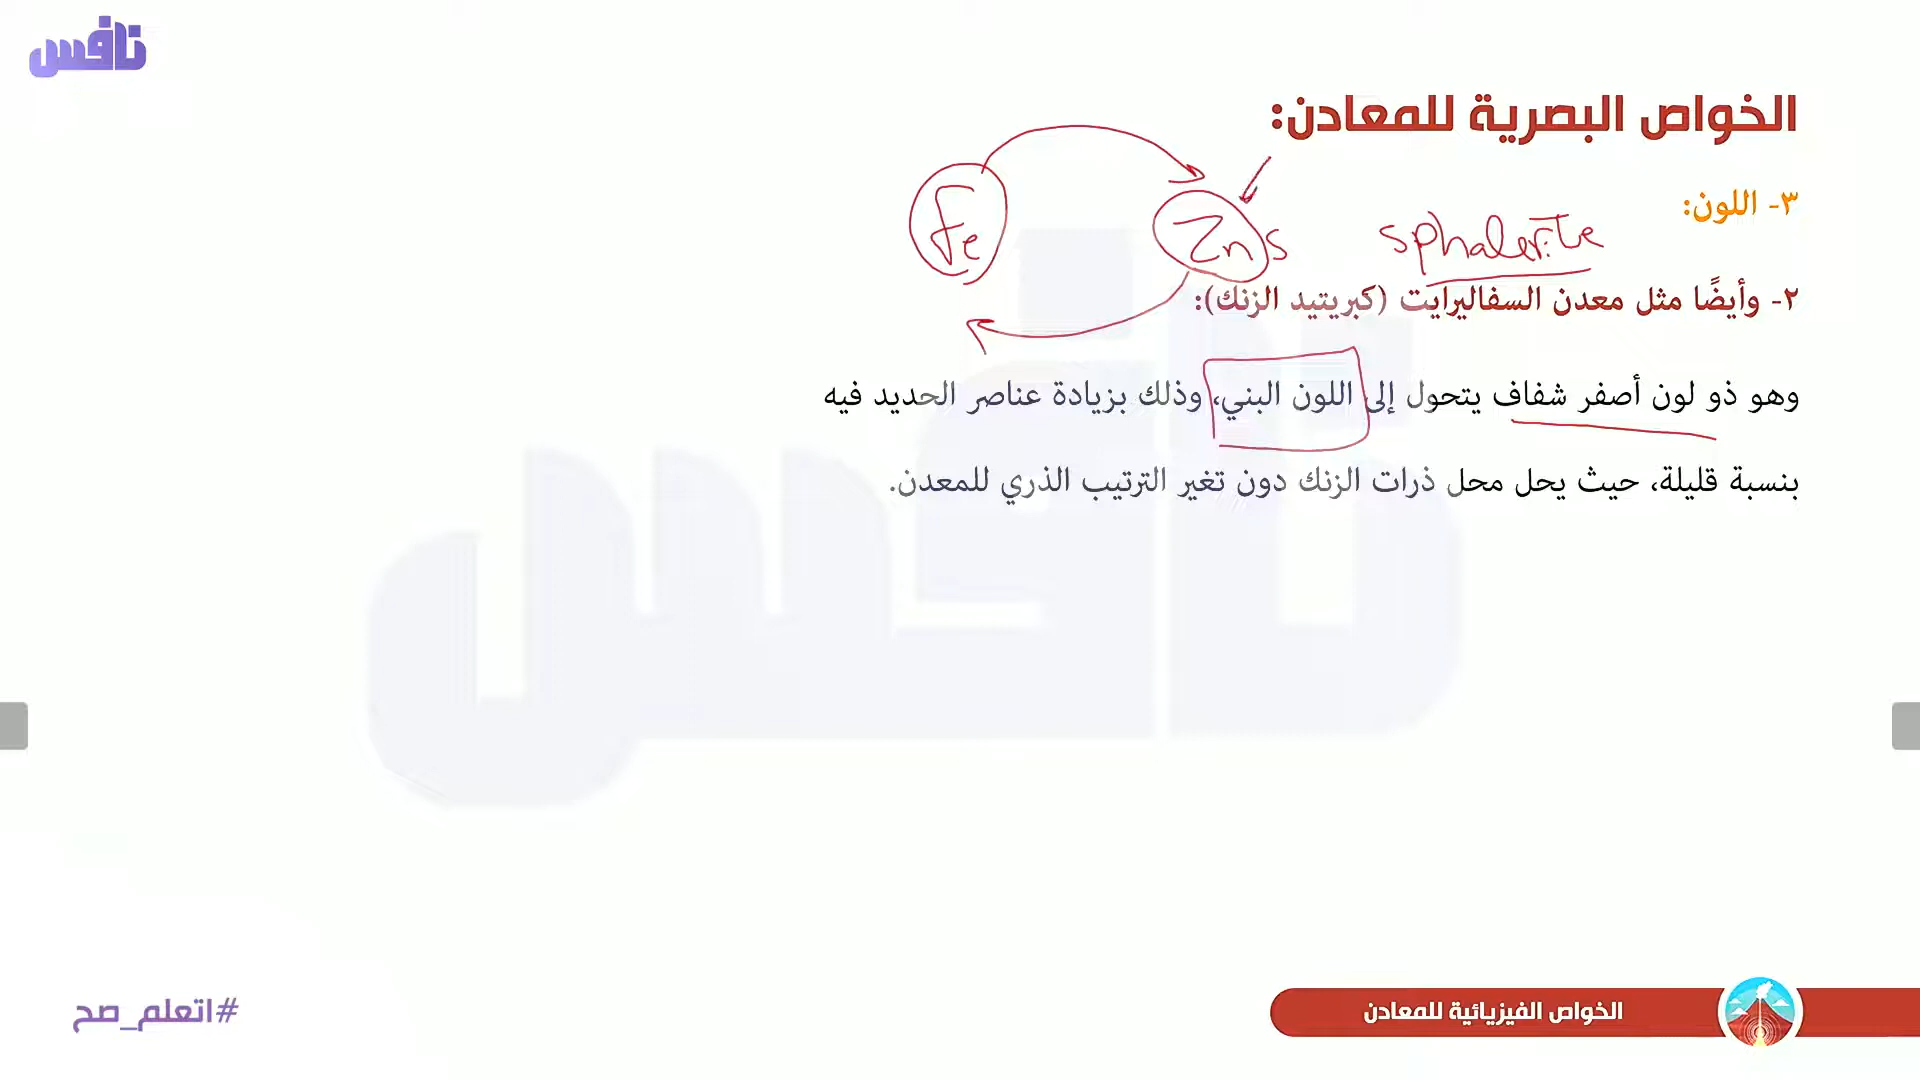 نافس
الخواص البصرية للمعادن:
٣- اللون:
Fe ZnS sphalerite
٢- وأيضًا مثل معدن السفاليرايت (كبريتيد الزنك):
وهو ذو لون أصفر شفاف يتحول إلى اللون البني، وذلك بزيادة عناصر الحديد فيه
بنسبة قليلة، حيث يحل محل ذرات الزنك دون تغير الترتيب الذري للمعدن.
نافس
#اتعلم_صح
الخواص الفيزيائية للمعادن